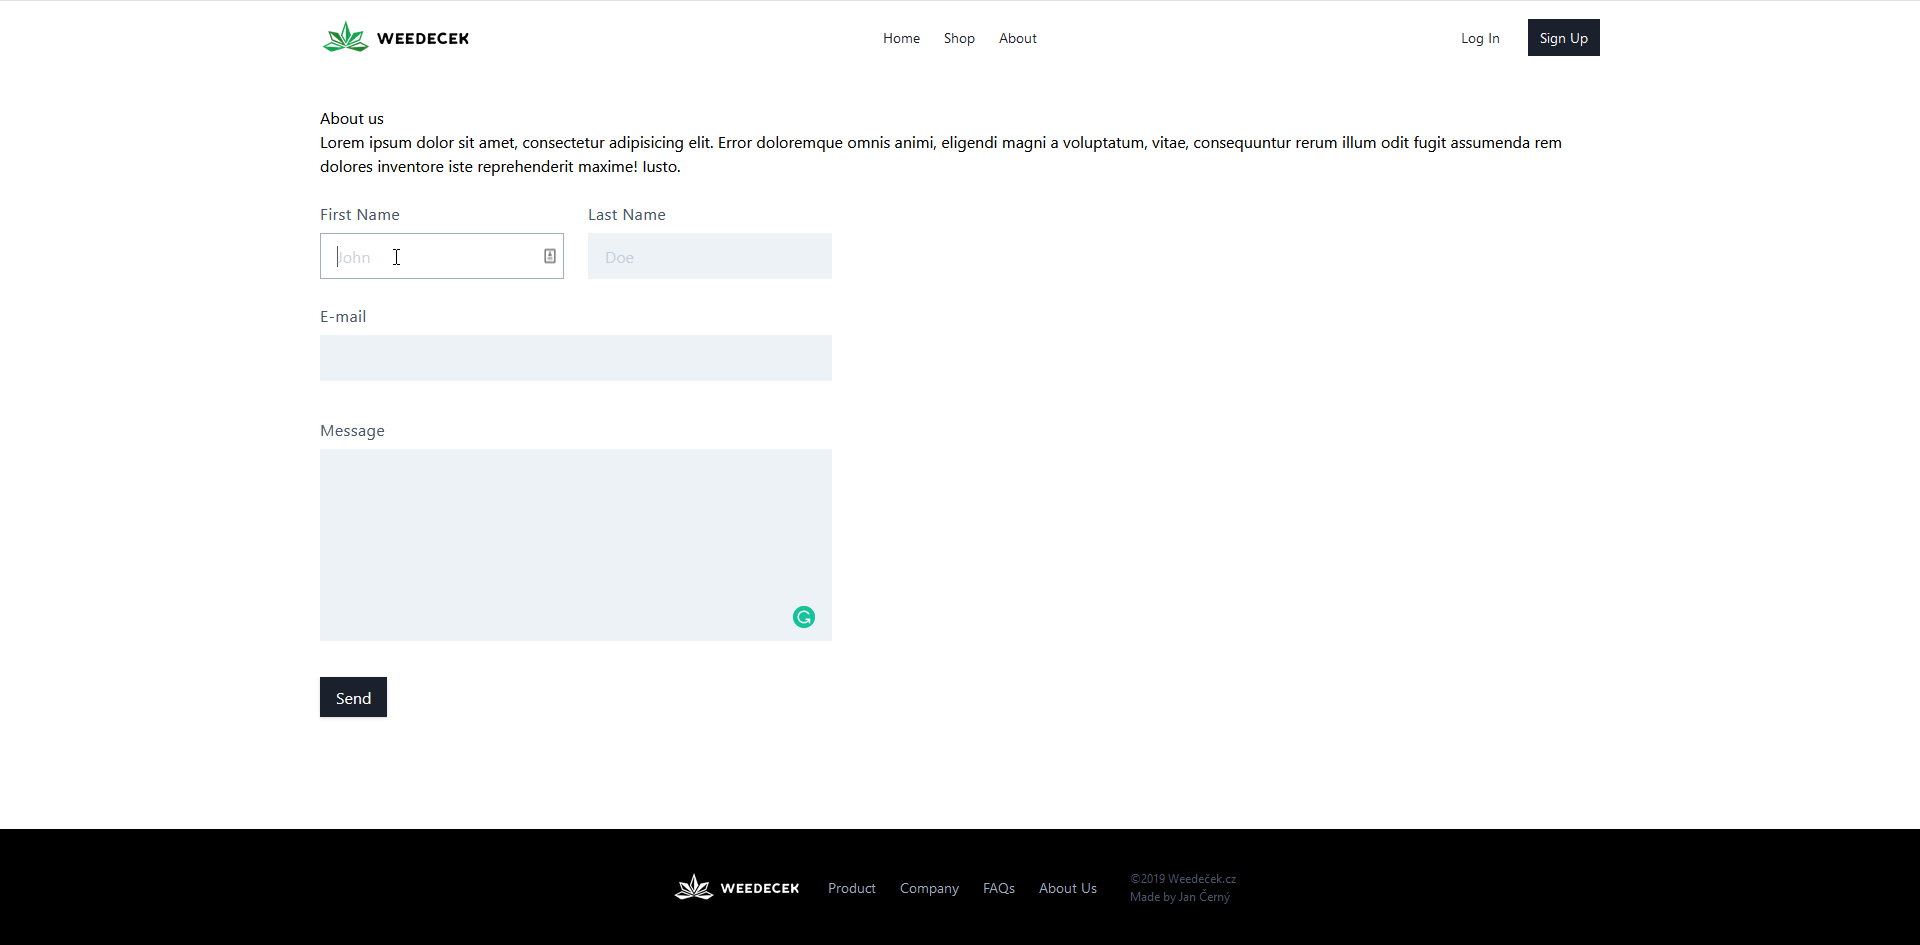 WEEDECEK
Home Shop About
Log In
Sign Up
About us
Lorem ipsum dolor sit amet, consectetur adipisicing elit. Error doloremque omnis animi, eligendi magni a voluptatum, vitae, consequuntur rerum illum odit fugit assumenda rem
dolores inventore iste reprehenderit maxime! Iusto.
First Name
Last Name
John
Doe
E-mail
Message
Send
WEEDECEK
Product Company FAQs About Us
©2019 Weedeček.cz
Made by Jan Černý